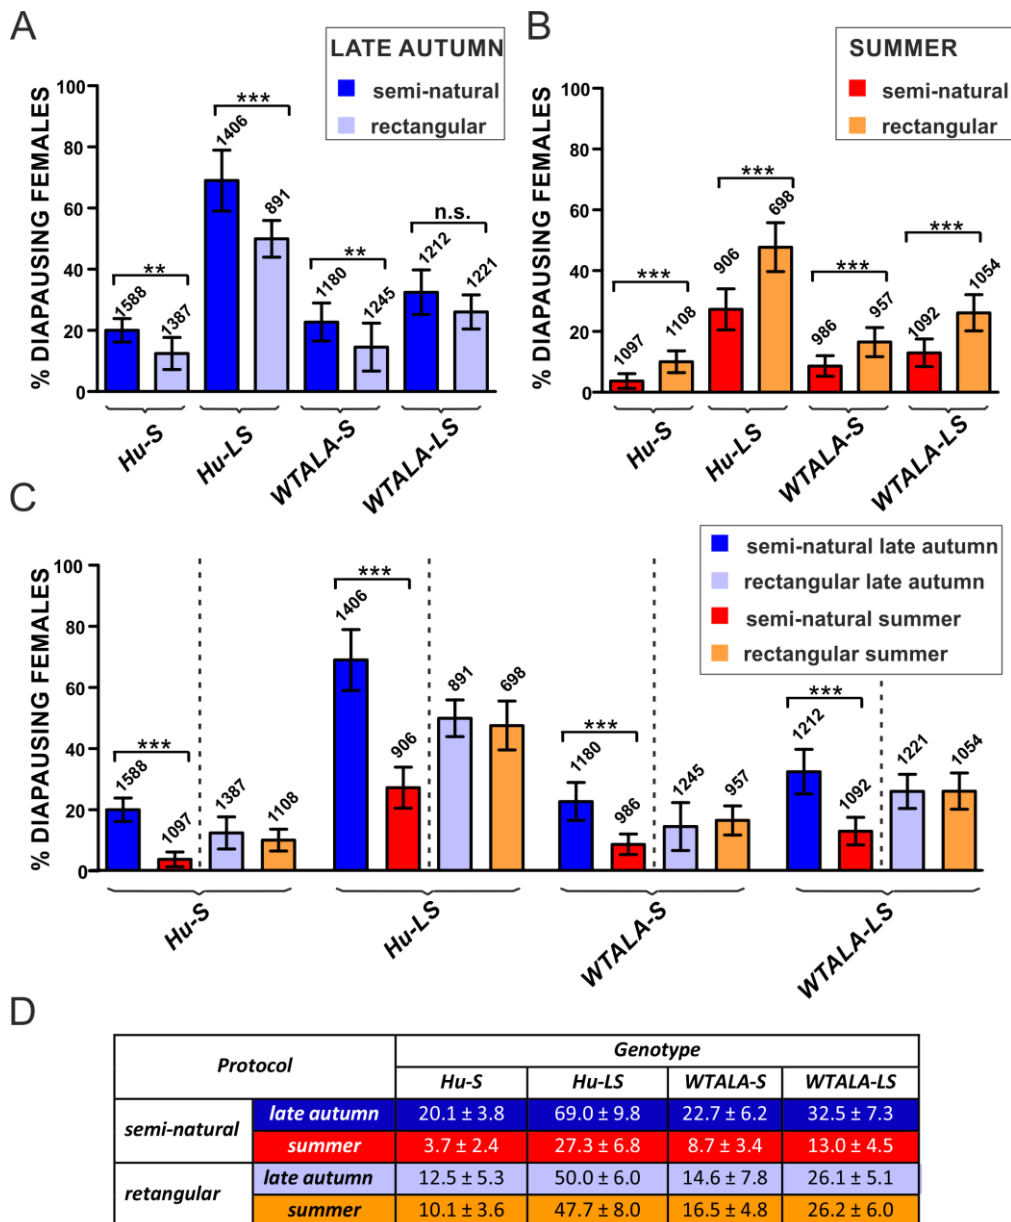 A
LATE AUTUMN
semi-natural
rectangular
% DIAPAUSING FEMALES
100
80
60
40
20
0
**
1588
1387
***
1406
891
**
1180
1245
n.s.
1212
1221
Hu-S
Hu-LS
WTALA-S
WTALA-LS
B
SUMMER
semi-natural
rectangular
% DIAPAUSING FEMALES
100
80
60
40
20
0
***
1097
1108
***
906
698
***
986
957
***
1092
1054
Hu-S
Hu-LS
WTALA-S
WTALA-LS
C
semi-natural late autumn
rectangular late autumn
semi-natural summer
rectangular summer
% DIAPAUSING FEMALES
100
80
60
40
20
0
***
1588
1097
1387
1108
***
1406
906
891
698
***
1180
986
1245
957
***
1212
1092
1221
1054
Hu-S
Hu-LS
WTALA-S
WTALA-LS
D
Protocol Genotype
Hu-S Hu-LS WTALA-S WTALA-LS
semi-natural late autumn 20.1 ± 3.8 69.0 ± 9.8 22.7 ± 6.2 32.5 ± 7.3
summer 3.7 ± 2.4 27.3 ± 6.8 8.7 ± 3.4 13.0 ± 4.5
retangular late autumn 12.5 ± 5.3 50.0 ± 6.0 14.6 ± 7.8 26.1 ± 5.1
summer 10.1 ± 3.6 47.7 ± 8.0 16.5 ± 4.8 26.2 ± 6.0